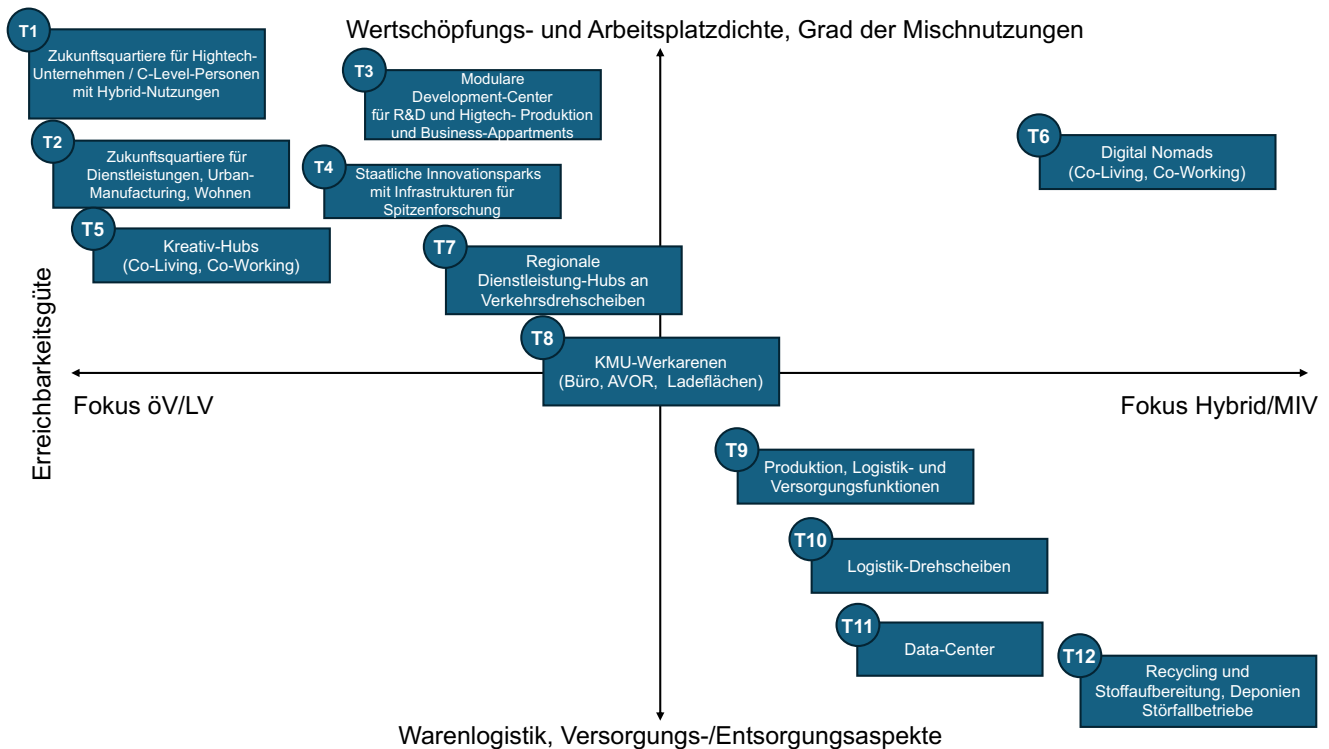 Wertschöpfungs- und Arbeitsplatzdichte, Grad der Mischnutzungen
T1
Zukunftsquartiere für Hightech-
Unternehmen / C-Level-Personen
mit Hybrid-Nutzungen
T3
Modulare
Development-Center
für R&D und Higtech- Produktion
und Business-Appartments
T6
Digital Nomads
(Co-Living, Co-Working)
T2
Zukunftsquartiere für
Dienstleistungen, Urban-
Manufacturing, Wohnen
T4
Staatliche Innovationsparks
mit Infrastrukturen für
Spitzenforschung
T5
Kreativ-Hubs
(Co-Living, Co-Working)
T7
Regionale
Dienstleistung-Hubs an
Verkehrsdrehscheiben
T8
KMU-Werkarenen
(Büro, AVOR, Ladeflächen)
Erreichbarkeitsgüte
Fokus öV/LV
Fokus Hybrid/MIV
T9
Produktion, Logistik- und
Versorgungsfunktionen
T10
Logistik-Drehscheiben
T11
Data-Center
T12
Recycling und
Stoffaufbereitung, Deponien
Störfallbetriebe
Warenlogistik, Versorgungs-/Entsorgungsaspekte